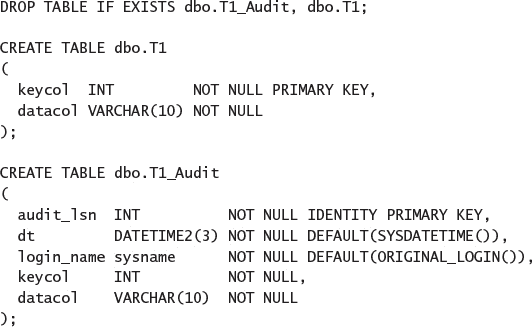 DROP TABLE IF EXISTS dbo.T1_Audit, dbo.T1;
CREATE TABLE dbo.T1
(
  keycol  INT         NOT NULL PRIMARY KEY,
  datacol VARCHAR(10) NOT NULL
);
CREATE TABLE dbo.T1_Audit
(
  audit_lsn  INT          NOT NULL IDENTITY PRIMARY KEY,
  dt         DATETIME2(3) NOT NULL DEFAULT(SYSDATETIME()),
  login_name sysname      NOT NULL DEFAULT(ORIGINAL_LOGIN()),
  keycol     INT          NOT NULL,
  datacol    VARCHAR(10)  NOT NULL
);